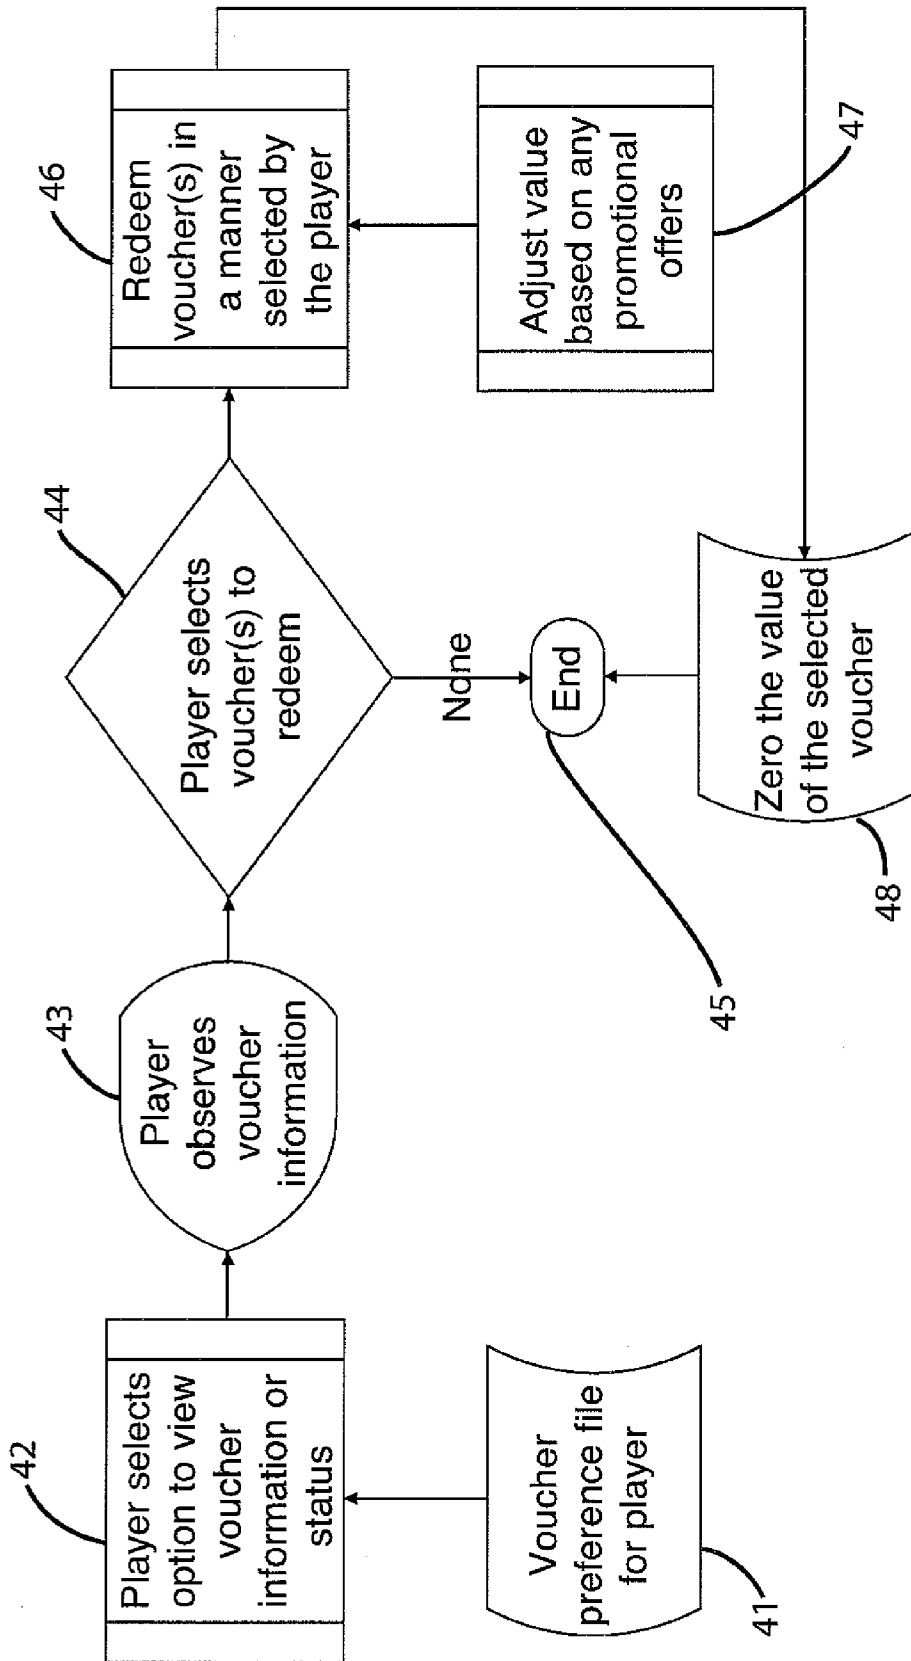 42
Player selects
option to view
voucher
information or
status
41
Voucher
preference file
for player
43
Player
observes
voucher
information
44
Player selects
voucher(s) to
redeem
None
45
End
46
Redeem
voucher(s) in
a manner
selected by
the player
47
Adjust value
based on any
promotional
offers
48
Zero the value
of the selected
voucher